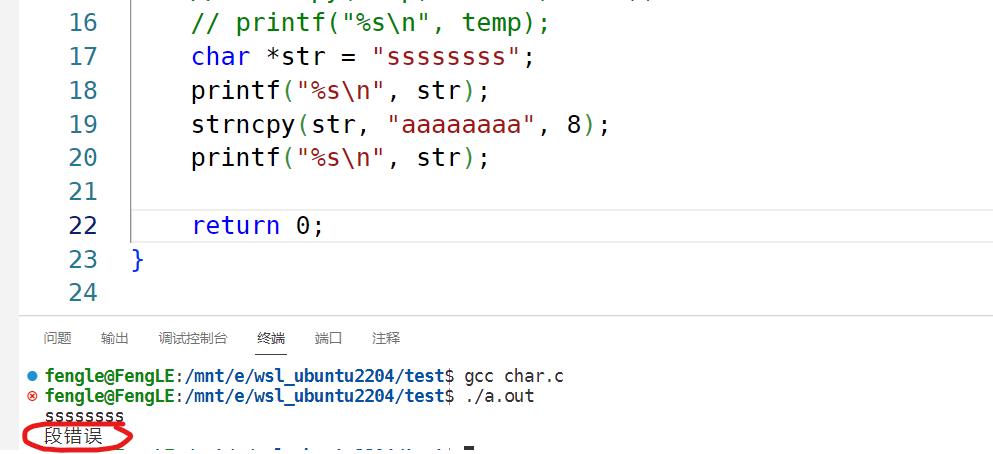 16 // printf("%s\n", temp);
17 char *str = "ssssssss";
18 printf("%s\n", str);
19 strncpy(str, "aaaaaaaa", 8);
20 printf("%s\n", str);
21
22 return 0;
23 }
24
问题 输出 调试控制台 终端 端口 注释
fengle@FengLE:/mnt/e/wsl_ubuntu2204/test$ gcc char.c
fengle@FengLE:/mnt/e/wsl_ubuntu2204/test$ ./a.out
ssssssss
段错误